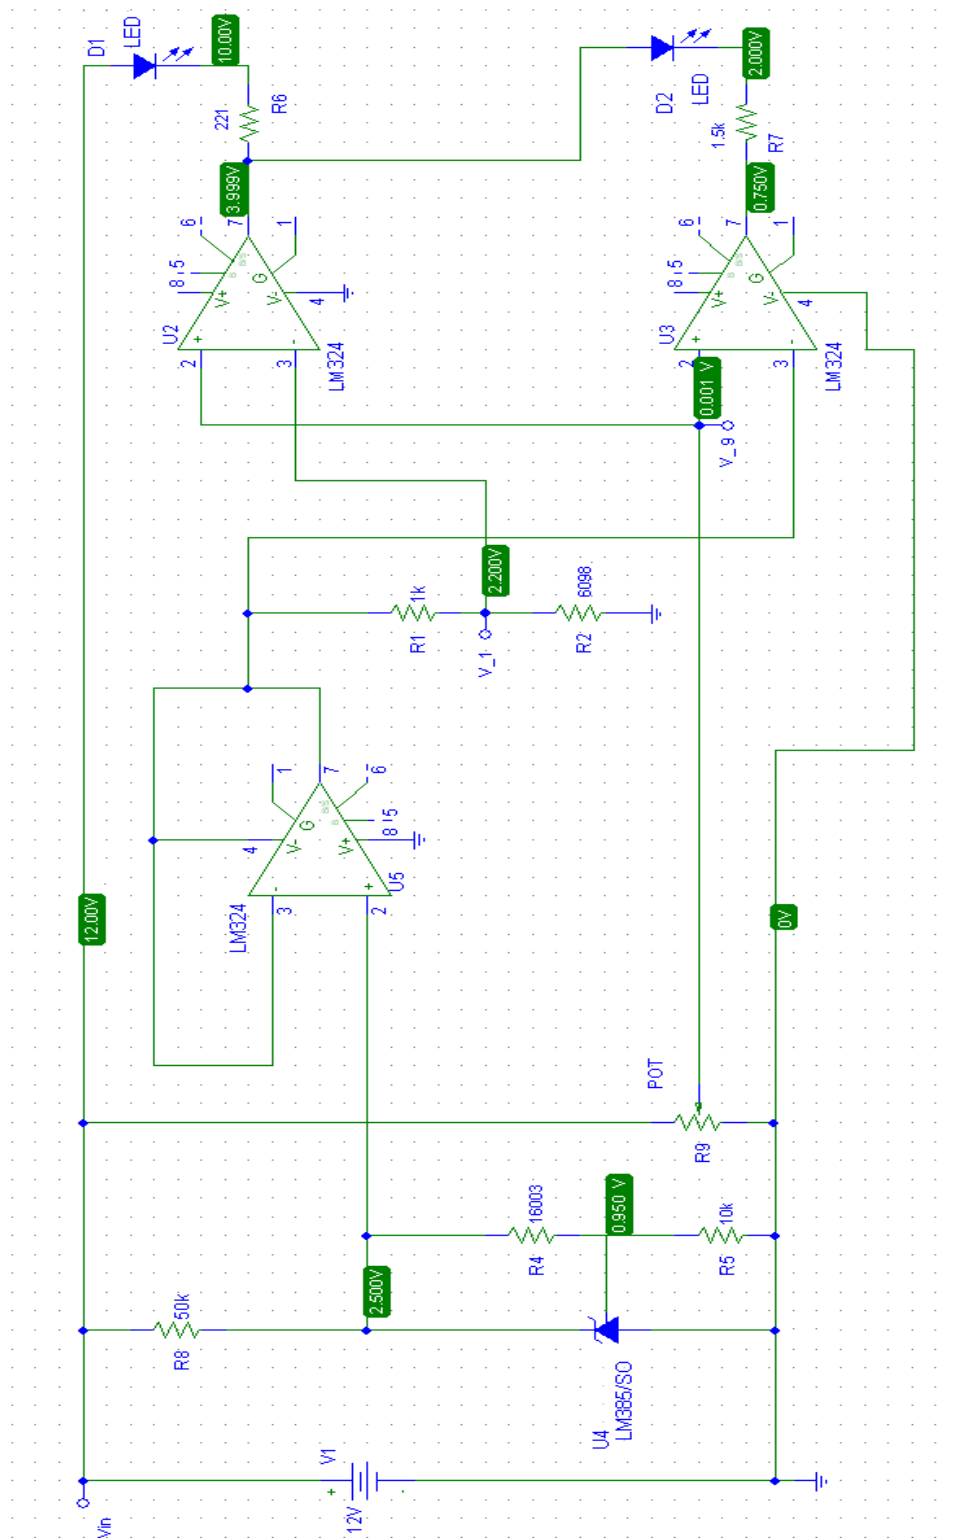 D1
LED
10.00V
R6
221
3.999V
6
7
1
5
8
V+
B/S
B
G
V-
4
U2
+
-
2
3
LM324
D2
LED
2.000V
1.5k
R7
0.750V
6
7
1
5
8
V+
B/S
B
G
V-
4
U3
+
-
2
3
LM324
0.001 V
V_9
2.200V
1k
R1
V_1
6098
R2
1
7
6
5
8
4
G
B/S
B
V-
V+
-
+
U5
LM324
3
2
12.00V
0V
POT
R9
16003
R4
0.950 V
10k
R5
2.500V
50k
R8
U4
LM385/SO
V1
+
-
12V
Vin